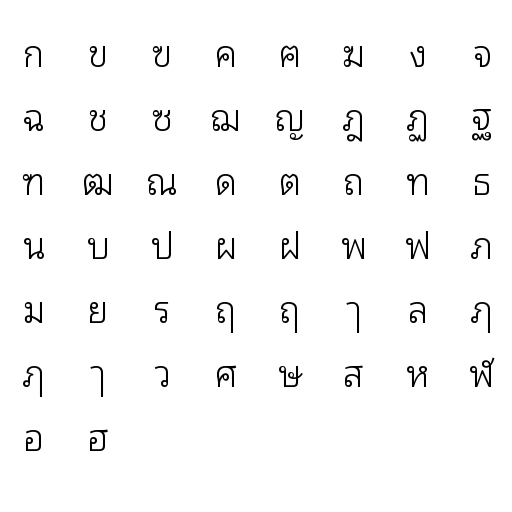 ก ข ฃ ค ฅ ฆ ง จ
ฉ ช ซ ฌ ญ ฎ ฏ ฐ
ฑ ฒ ณ ด ต ถ ท ธ
น บ ป ผ ฝ พ ฟ ภ
ม ย ร ฤ ฤ ๅ ล ฦ
ฦ ๅ ว ศ ษ ส ห ฬ
อ ฮ